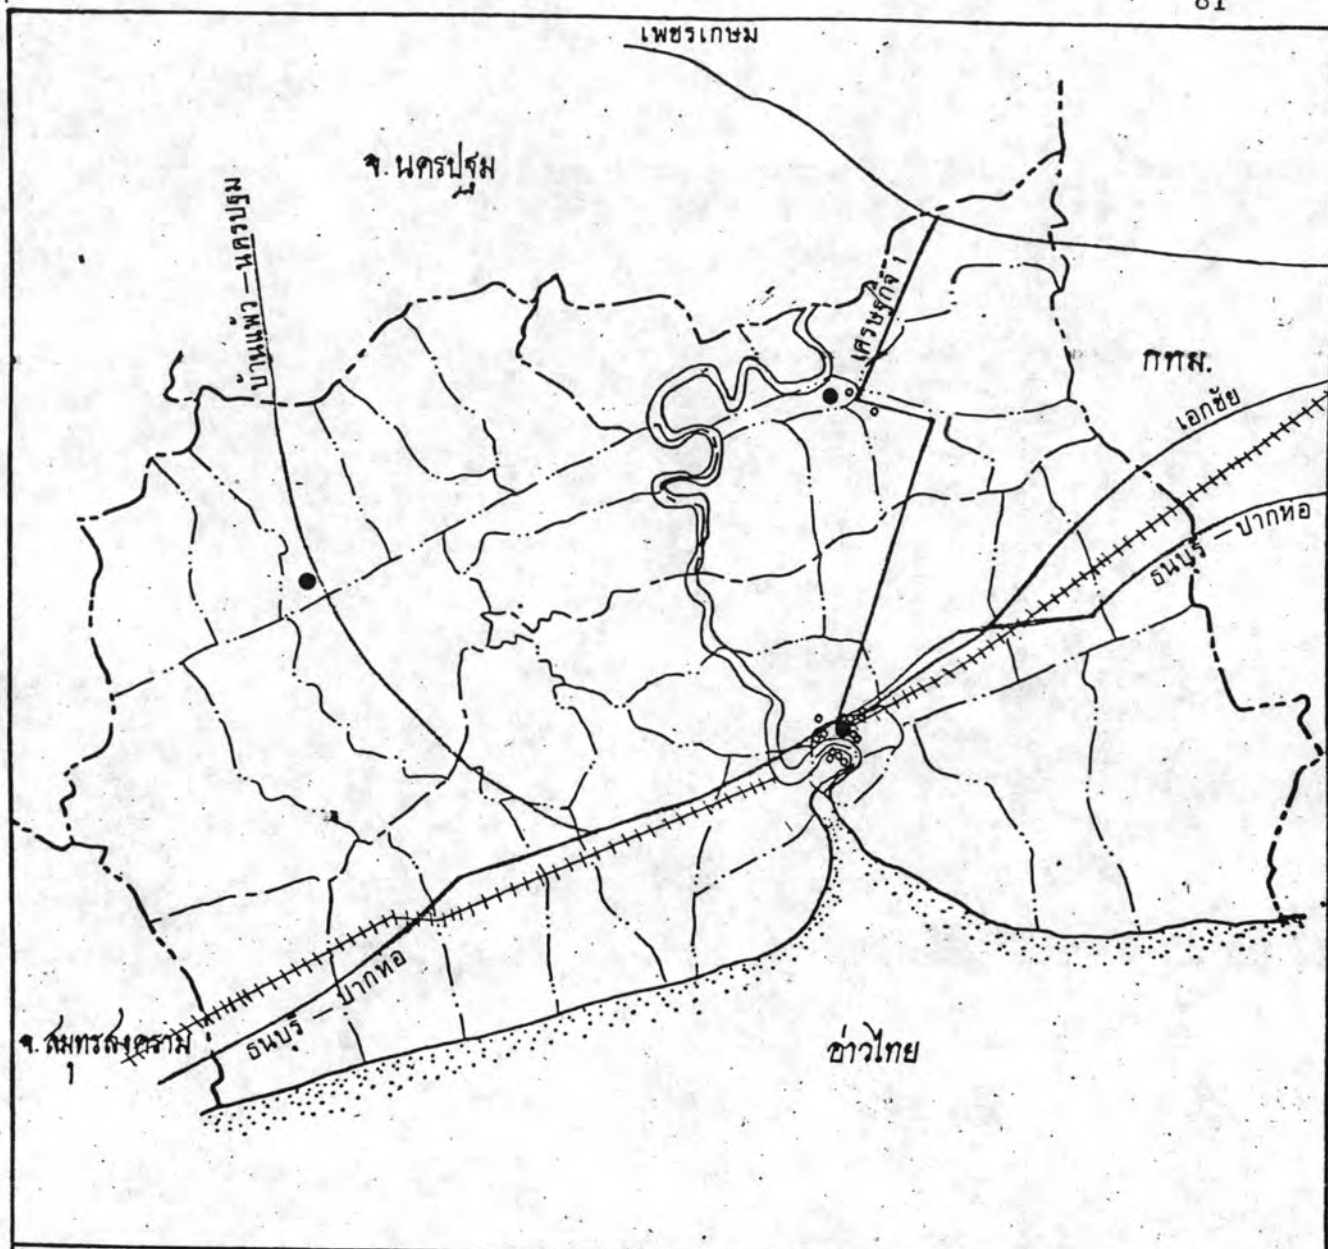 81
เพชรเกษม
จ. นครปฐม
นครปฐม — บ้านแพ้ว
เศรษฐกิจ 1
กทม.
เอกชัย
ธนบุรี — ปากท่อ
ธนบุรี — ปากท่อ
จ. สมุทรสงคราม
อ่าวไทย